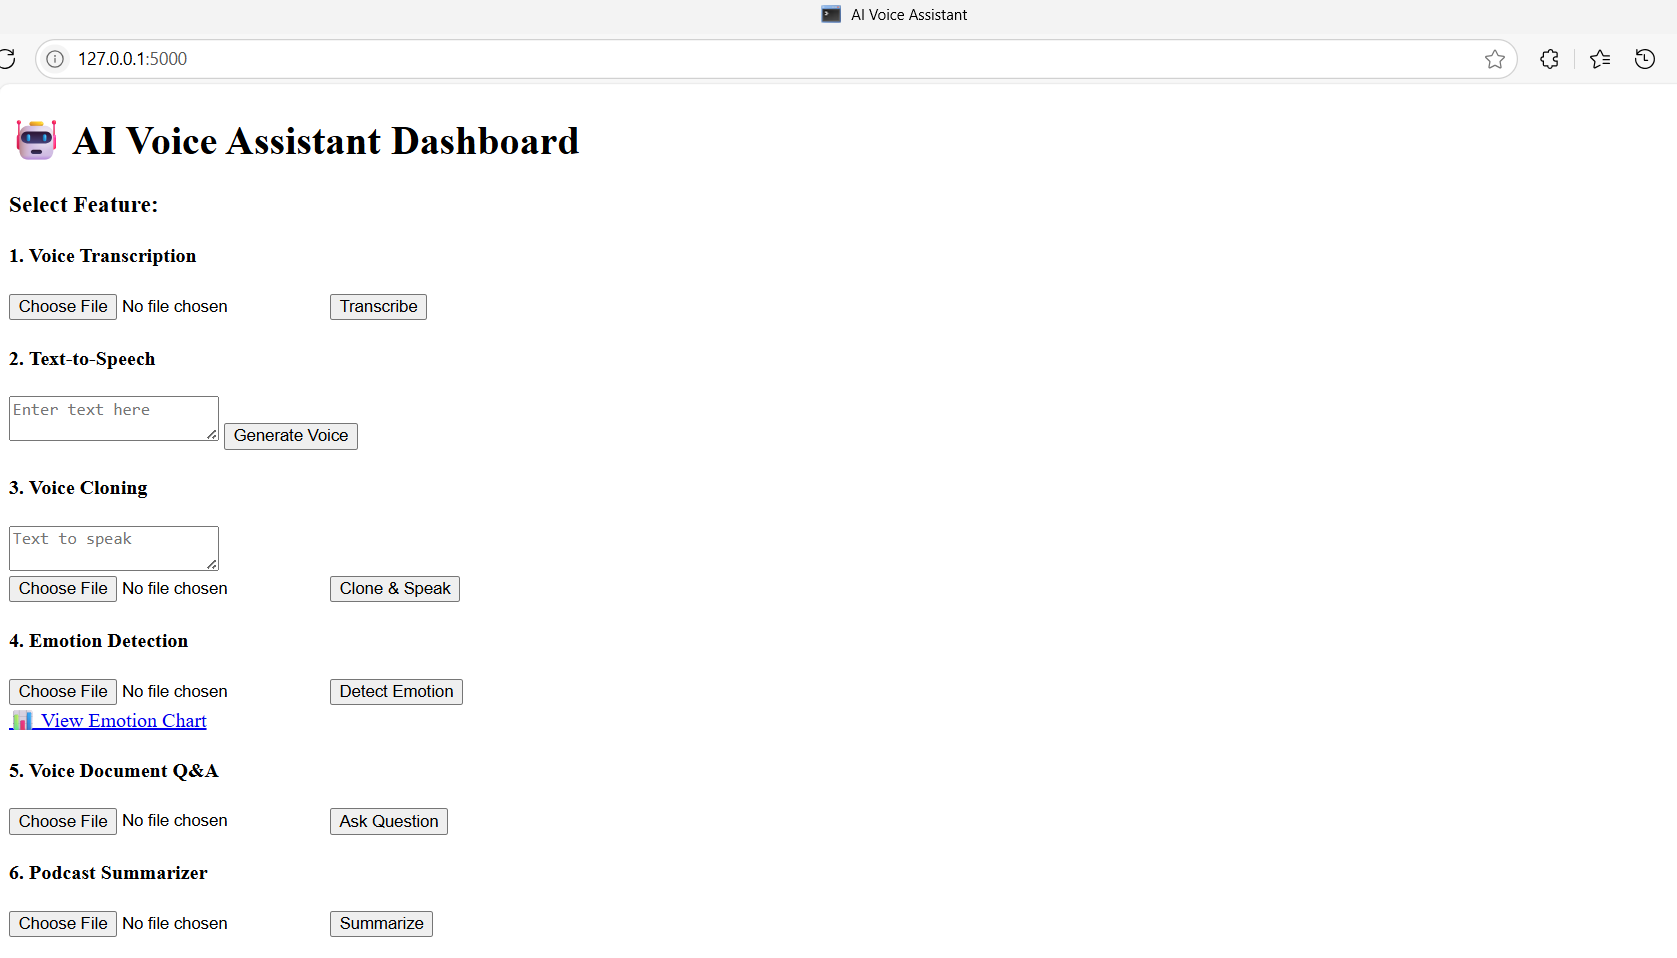 AI Voice Assistant
127.0.0.1:5000
AI Voice Assistant Dashboard
Select Feature:
1. Voice Transcription
Choose File No file chosen Transcribe
2. Text-to-Speech
Enter text here
Generate Voice
3. Voice Cloning
Text to speak
Choose File No file chosen Clone & Speak
4. Emotion Detection
Choose File No file chosen Detect Emotion
View Emotion Chart
5. Voice Document Q&A
Choose File No file chosen Ask Question
6. Podcast Summarizer
Choose File No file chosen Summarize